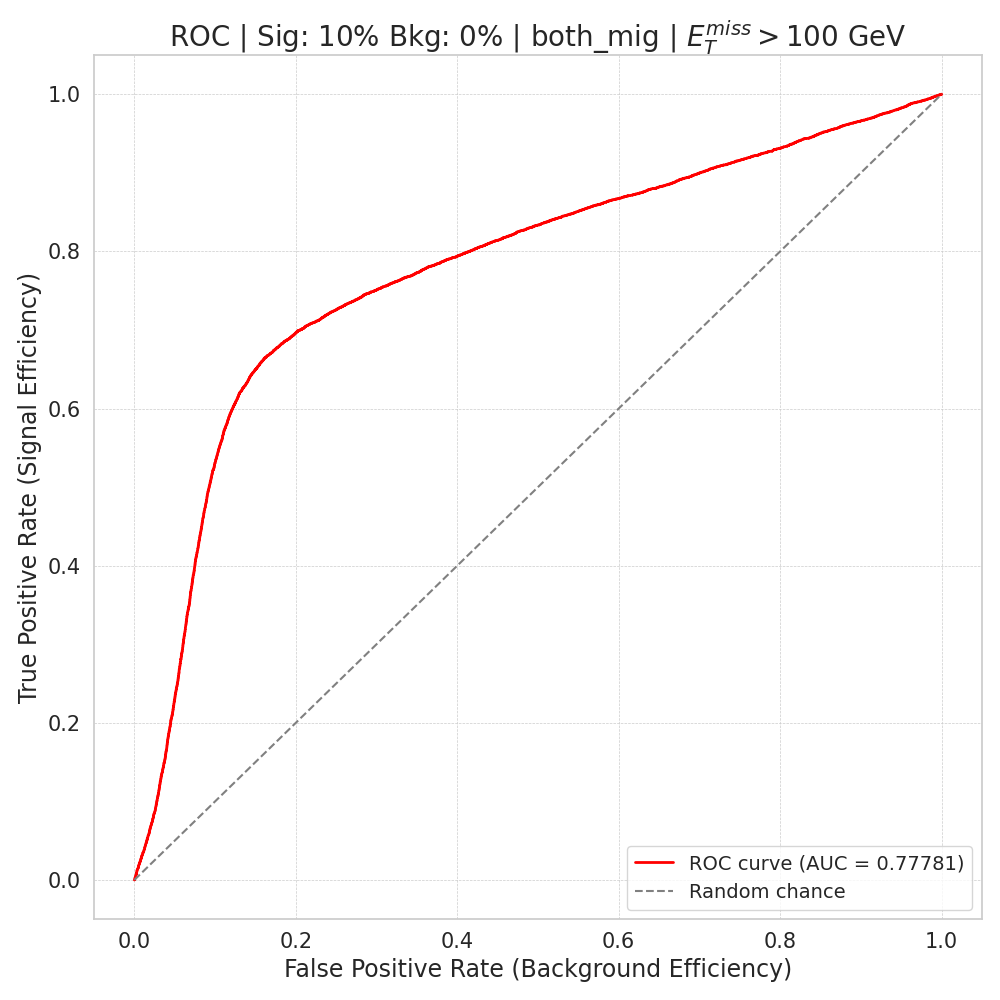 ROC | Sig: 10% Bkg: 0% | both_mig | $E_T^{miss} > 100$ GeV
True Positive Rate (Signal Efficiency)
1.0
0.8
0.6
0.4
0.2
0.0
ROC curve (AUC = 0.77781)
Random chance
0.0 0.2 0.4 0.6 0.8 1.0
False Positive Rate (Background Efficiency)